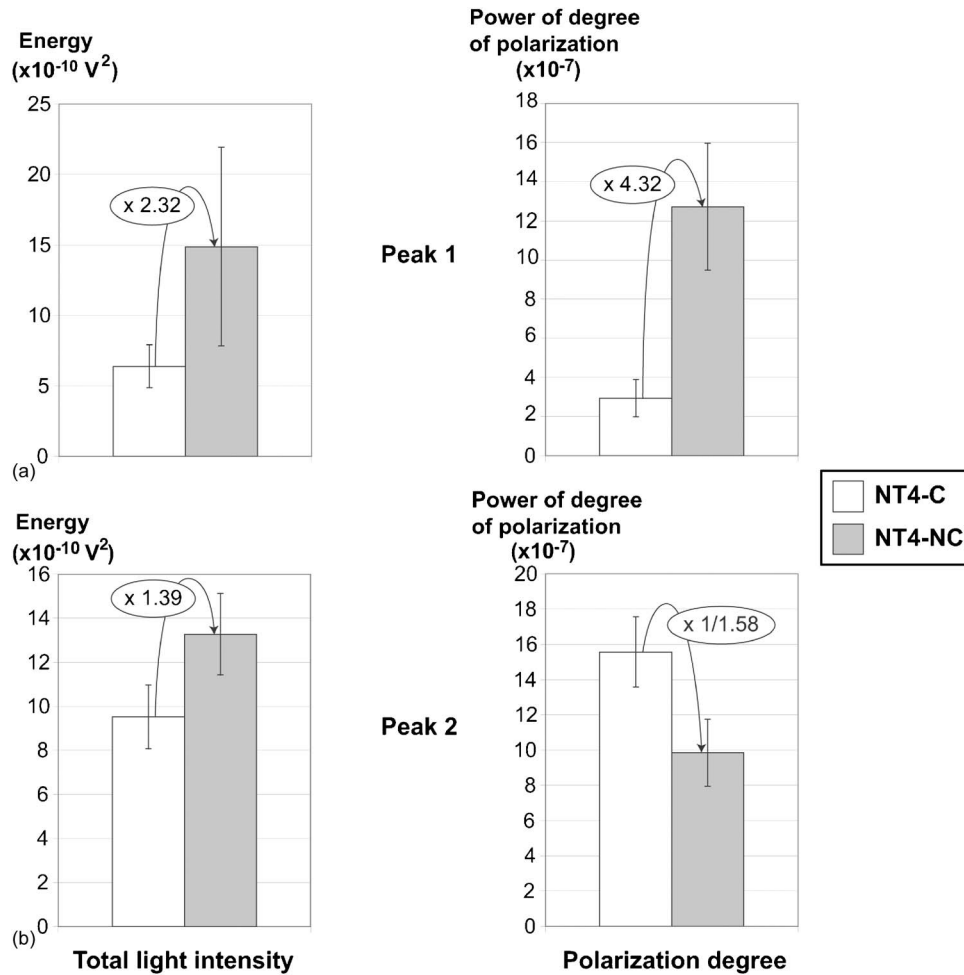 Energy
(x10⁻¹⁰ V²)
25
20
15
10
5
0
x 2.32
(a)
Peak 1
Power of degree
of polarization
(x10⁻⁷)
18
16
14
12
10
8
6
4
2
0
x 4.32
NT4-C
NT4-NC
Energy
(x10⁻¹⁰ V²)
16
14
12
10
8
6
4
2
0
x 1.39
(b)
Total light intensity
Peak 2
Power of degree
of polarization
(x10⁻⁷)
20
18
16
14
12
10
8
6
4
2
0
x 1/1.58
Polarization degree